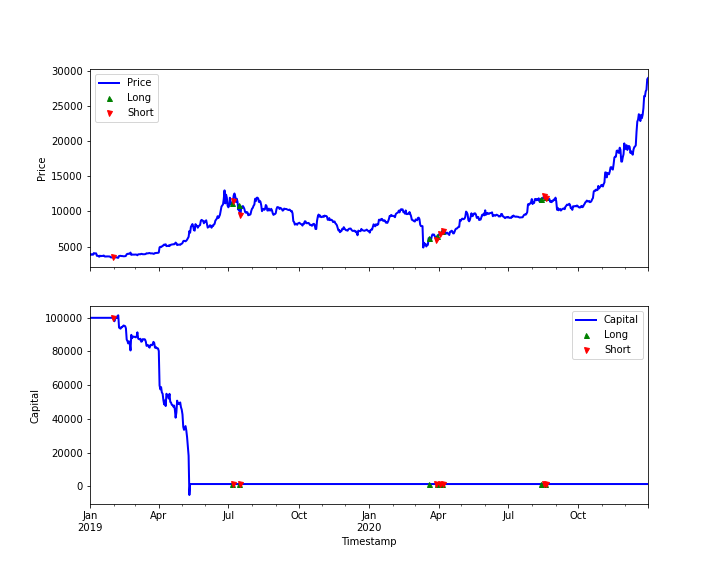 30000
25000
20000
15000
10000
5000
Price
Price
Long
Short
100000
80000
60000
40000
20000
0
Capital
Capital
Long
Short
Jan
2019
Apr
Jul
Oct
Jan
2020
Apr
Jul
Oct
Timestamp